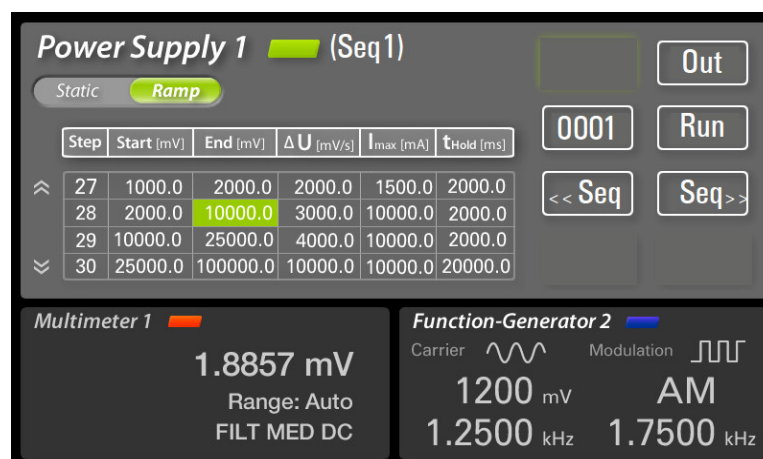 Power Supply 1 (Seq1)
Static Ramp
Out
0001 Run
<< Seq Seq>>
Step Start [mV] End [mV] ΔU [mV/s] Imax [mA] tHold [ms]
27 1000.0 2000.0 2000.0 1500.0 2000.0
28 2000.0 10000.0 3000.0 10000.0 2000.0
29 10000.0 25000.0 4000.0 10000.0 2000.0
30 25000.0 100000.0 10000.0 10000.0 20000.0
Multimeter 1
1.8857 mV
Range: Auto
FILT MED DC
Function-Generator 2
Carrier Modulation
1200 mV AM
1.2500 kHz 1.7500 kHz